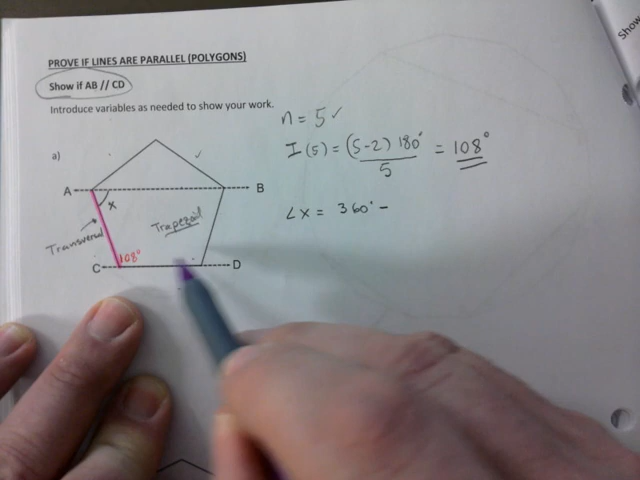 PROVE IF LINES ARE PARALLEL (POLYGONS)
Show if AB // CD
Introduce variables as needed to show your work.
n = 5 ✓
I(5) = (5-2) 180° / 5 = 108°
a)
A B
x
∠x = 360° -
Trapezoid
Transversal
108°
C D
Show